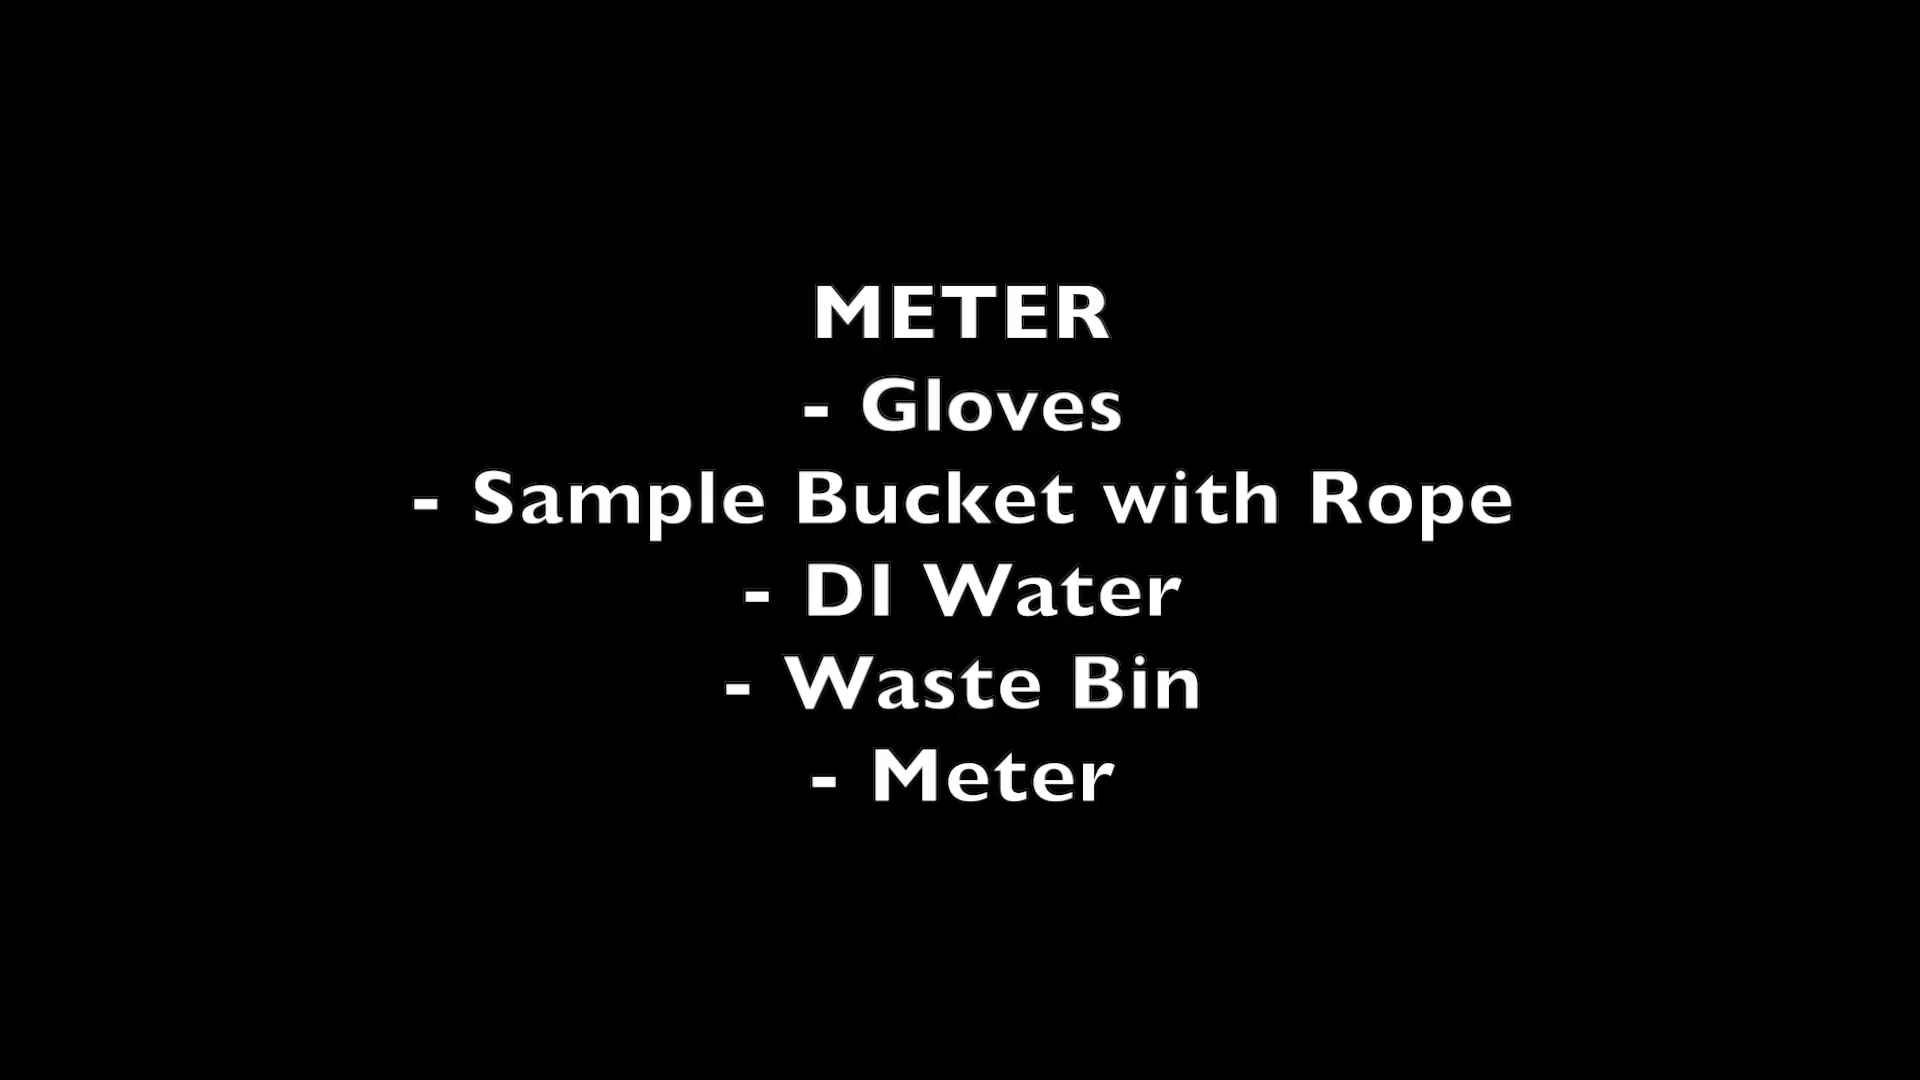 METER
- Gloves
- Sample Bucket with Rope
- DI Water
- Waste Bin
- Meter